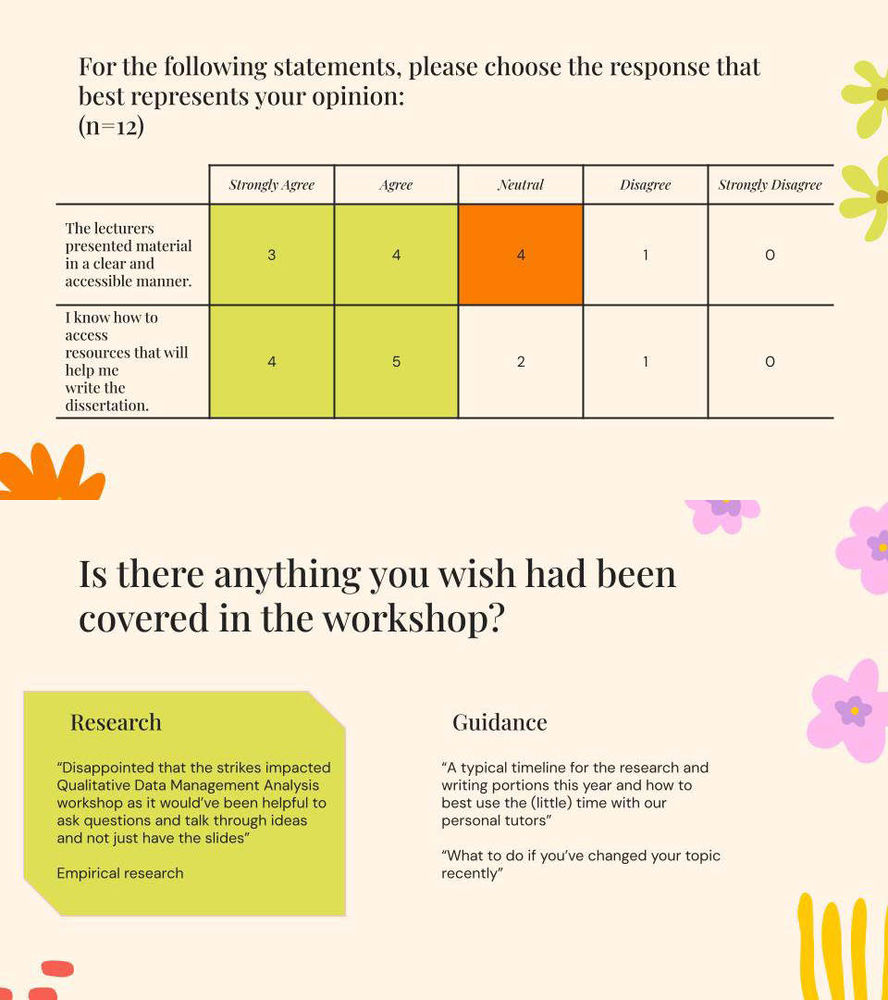 For the following statements, please choose the response that
best represents your opinion:
(n=12)
Strongly Agree
Agree
Neutral
Disagree
Strongly Disagree
The lecturers
presented material
in a clear and
accessible manner.
3
4
4
1
0
I know how to
access
resources that will
help me
write the
dissertation.
4
5
2
1
0
Is there anything you wish had been
covered in the workshop?
Research
“Disappointed that the strikes impacted
Qualitative Data Management Analysis
workshop as it would’ve been helpful to
ask questions and talk through ideas
and not just have the slides”
Empirical research
Guidance
“A typical timeline for the research and
writing portions this year and how to
best use the (little) time with our
personal tutors”
“What to do if you’ve changed your topic
recently”